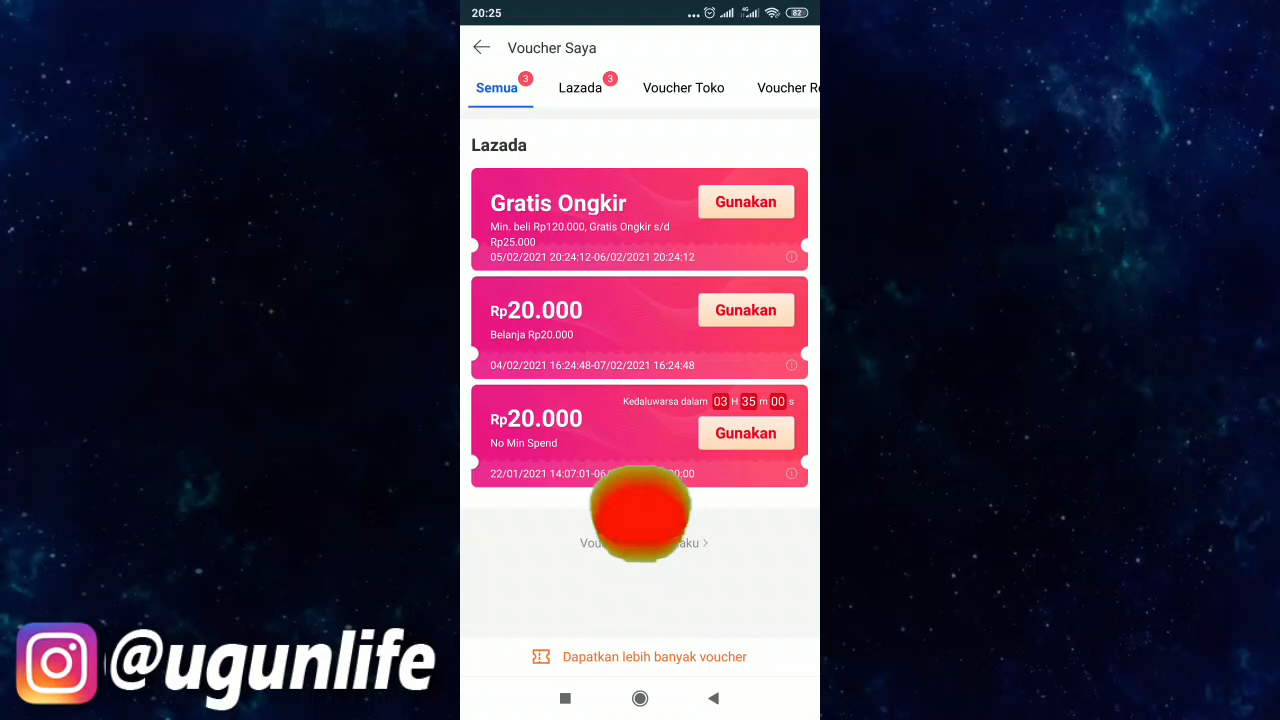 20:25
4G
82
Voucher Saya
Semua 3
Lazada 3
Voucher Toko
Voucher
Lazada
Gratis Ongkir
Gunakan
Min. beli Rp120.000, Gratis Ongkir s/d
Rp25.000
05/02/2021 20:24:12-06/02/2021 20:24:12
Rp20.000
Gunakan
Belanja Rp20.000
04/02/2021 16:24:48-07/02/2021 16:24:48
Kedaluwarsa dalam 03 H 35 m 00 s
Rp20.000
Gunakan
No Min Spend
22/01/2021 14:07:01-06/
Dapatkan lebih banyak voucher
@ugunlife